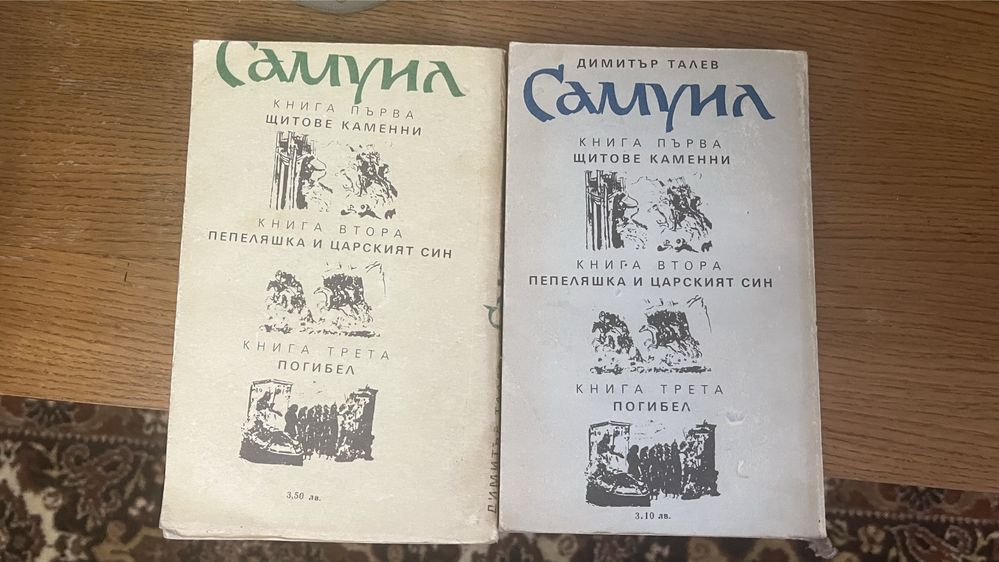 Самуил
КНИГА ПЪРВА
ЩИТОВЕ КАМЕННИ
КНИГА ВТОРА
ПЕПЕЛЯШКА И ЦАРСКИЯТ СИН
КНИГА ТРЕТА
ПОГИБЕЛ
3,50 лв.
ДИМИТЪР
ДИМИТЪР ТАЛЕВ
Самуил
КНИГА ПЪРВА
ЩИТОВЕ КАМЕННИ
КНИГА ВТОРА
ПЕПЕЛЯШКА И ЦАРСКИЯТ СИН
КНИГА ТРЕТА
ПОГИБЕЛ
3.10 лв.